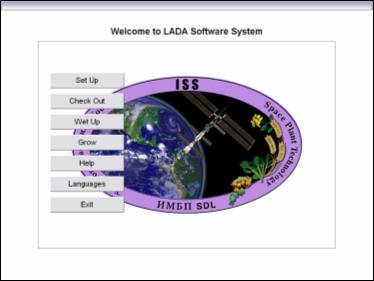 Welcome to LADA Software System
Set Up
Check Out
Wet Up
Grow
Help
Languages
Exit
ISS
Space Plant Technology
ИМБП SDL